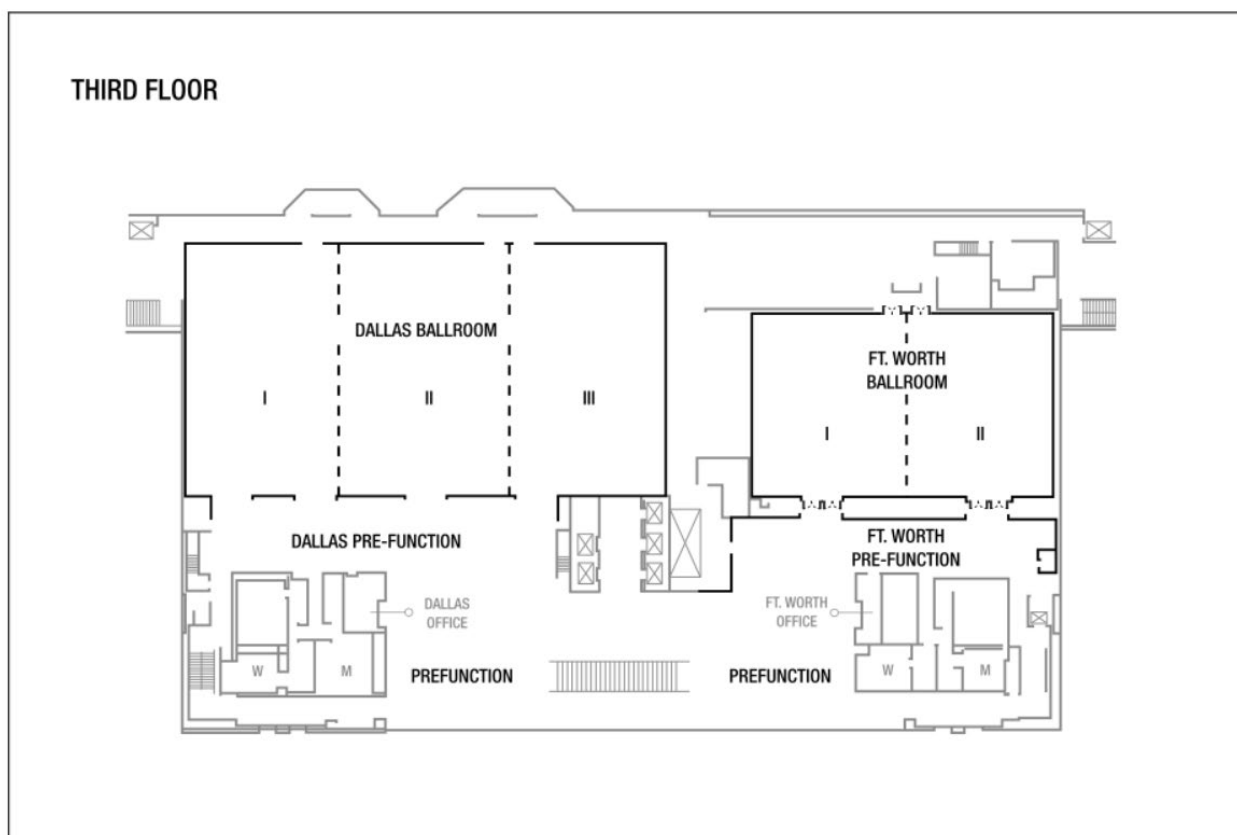 THIRD FLOOR
DALLAS BALLROOM
I
II
III
FT. WORTH
BALLROOM
I
II
DALLAS PRE-FUNCTION
FT. WORTH
PRE-FUNCTION
DALLAS
OFFICE
FT. WORTH
OFFICE
W
M
PREFUNCTION
PREFUNCTION
W
M